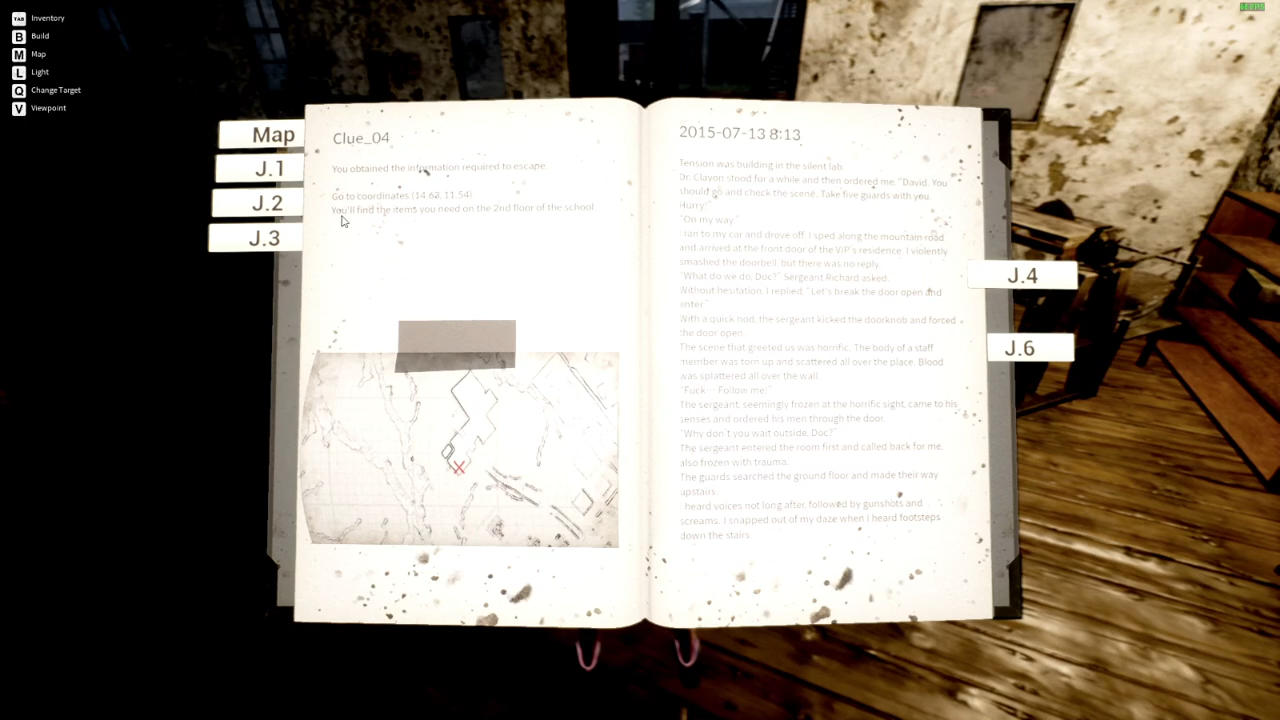 TAB Inventory
B Build
M Map
L Light
Q Change Target
V Viewpoint
Map
J.1
J.2
J.3
Clue_04
You obtained the information required to escape.
Go to coordinates (14.63, 11.54)
You'll find the items you need on the 2nd floor of the school
2015-07-13 8:13
Tension was building in the silent lab.
Dr. Clayon stood for a while and then ordered me, "David. You
should go and check the scene. Take five guards with you.
Hurry!"
"On my way."
I ran to my car and drove off. I sped along the mountain road
and arrived at the front door of the VIP's residence. I violently
smashed the doorbell, but there was no reply.
"What do we do, Doc?" Sergeant Richard asked.
Without hesitation, I replied, "Let's break the door open and
enter."
With a quick nod, the sergeant kicked the doorknob and forced
the door open.
The scene that greeted us was horrific. The body of a staff
member was torn up and scattered all over the place. Blood
was splattered all over the wall.
"Fuck… Follow me!"
The sergeant, seemingly frozen at the horrific sight, came to his
senses and ordered his men through the door.
"Why don't you wait outside, Doc?"
The sergeant entered the room first and called back for me,
also frozen with trauma.
The guards searched the ground floor and made their way
upstairs.
I heard voices not long after, followed by gunshots and
screams. I snapped out of my daze when I heard footsteps
down the stairs.
J.4
J.6